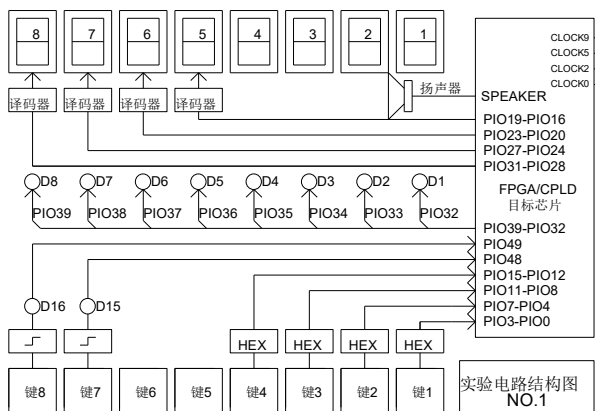 8 7 6 5 4 3 2 1
CLOCK9
CLOCK5
CLOCK2
CLOCK0
扬声器
SPEAKER
译码器 译码器 译码器 译码器
PIO19-PIO16
PIO23-PIO20
PIO27-PIO24
PIO31-PIO28
D8 D7 D6 D5 D4 D3 D2 D1
FPGA/CPLD
目标芯片
PIO39 PIO38 PIO37 PIO36 PIO35 PIO34 PIO33 PIO32
PIO39-PIO32
PIO49
PIO48
PIO15-PIO12
PIO11-PIO8
PIO7-PIO4
PIO3-PIO0
D16 D15
HEX HEX HEX HEX
键8 键7 键6 键5 键4 键3 键2 键1
实验电路结构图
NO.1